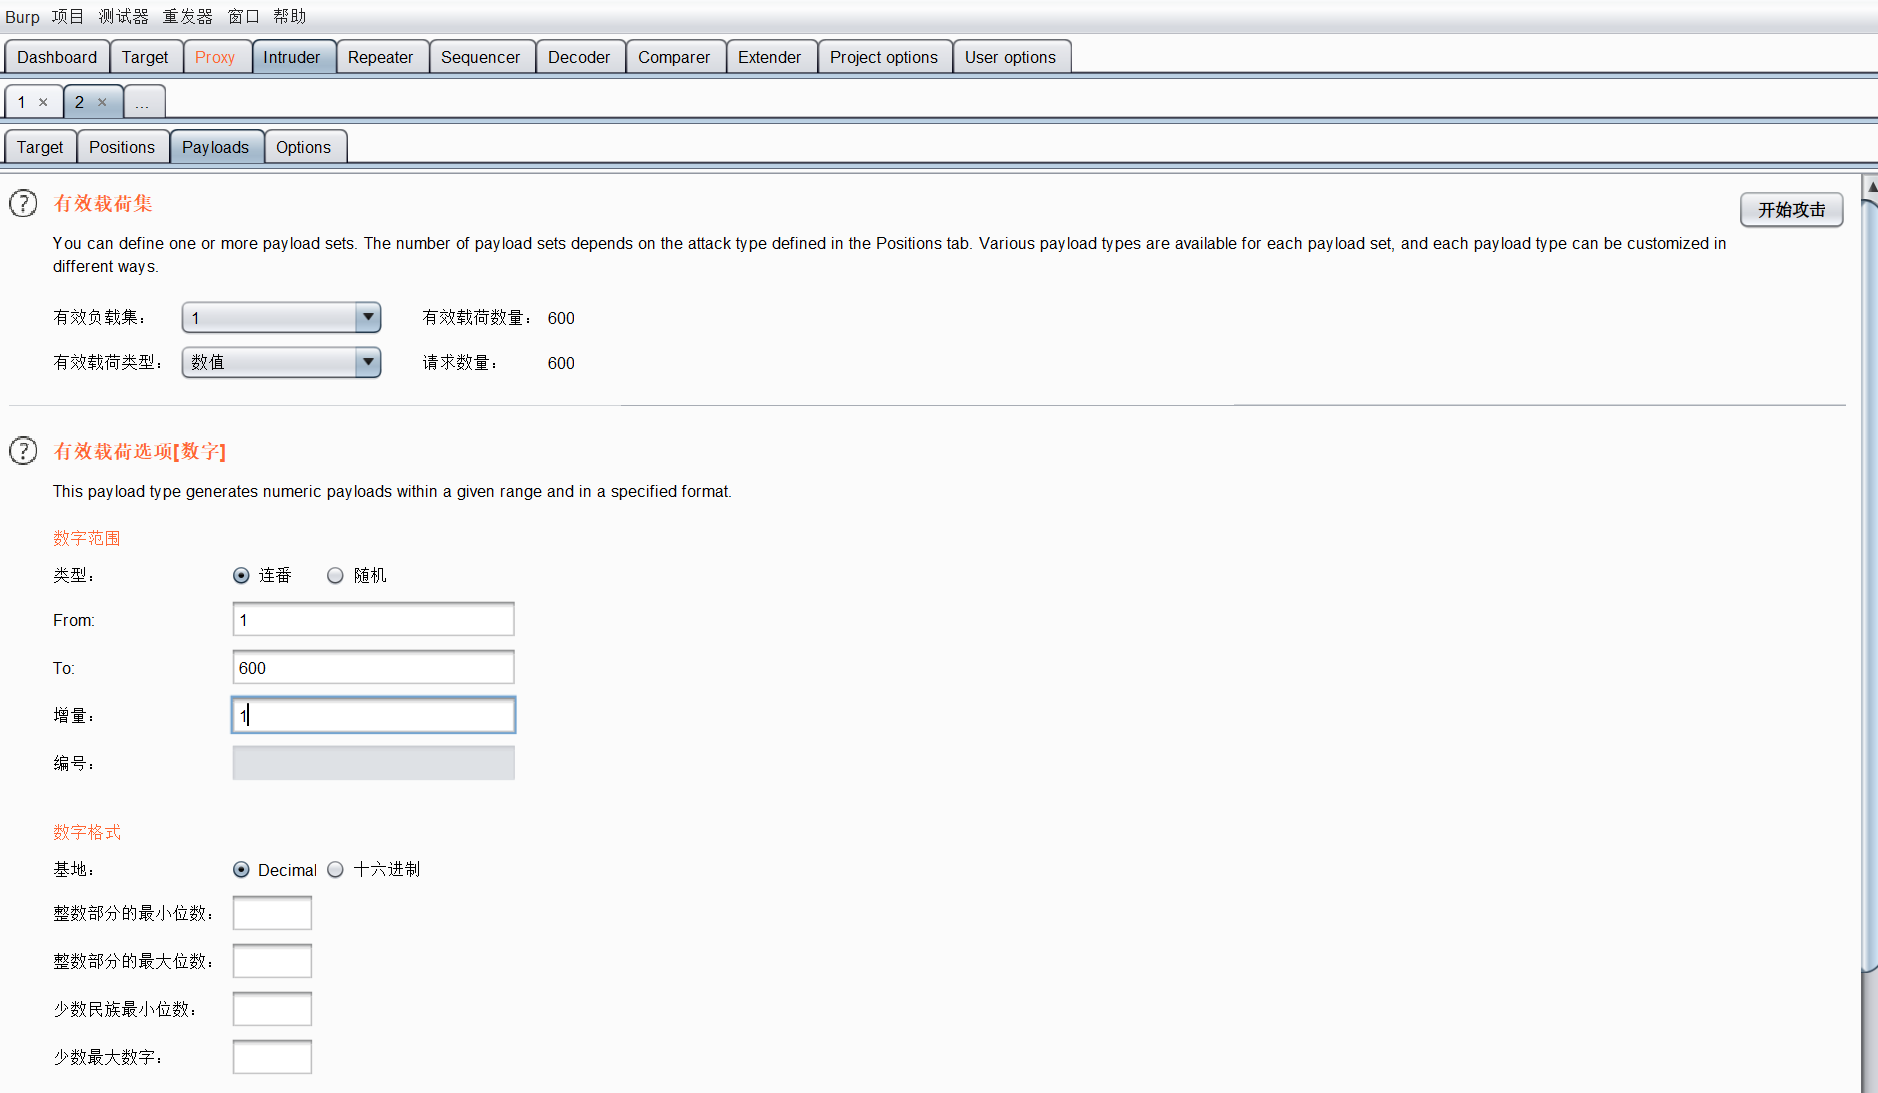 Burp 项目 测试器 重发器 窗口 帮助
Dashboard Target Proxy Intruder Repeater Sequencer Decoder Comparer Extender Project options User options
1 × 2 × ...
Target Positions Payloads Options
有效载荷集
开始攻击
You can define one or more payload sets. The number of payload sets depends on the attack type defined in the Positions tab. Various payload types are available for each payload set, and each payload type can be customized in
different ways.
有效负载集： 1 有效载荷数量： 600
有效载荷类型： 数值 请求数量： 600
有效载荷选项[数字]
This payload type generates numeric payloads within a given range and in a specified format.
数字范围
类型： 连番 随机
From: 1
To: 600
增量： 1
编号：
数字格式
基地： Decimal 十六进制
整数部分的最小位数：
整数部分的最大位数：
少数民族最小位数：
少数最大数字：